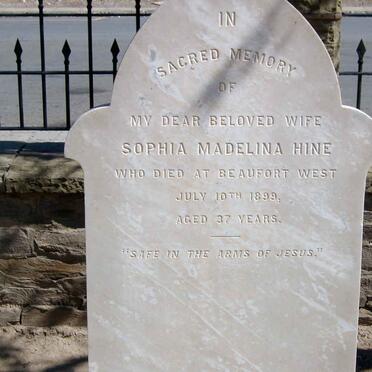 IN
SACRED MEMORY
OF
MY DEAR BELOVED WIFE
SOPHIA MADELINA HINE
WHO DIED AT BEAUFORT WEST
JULY 10TH 1899,
AGED 37 YEARS.
"SAFE IN THE ARMS OF JESUS."